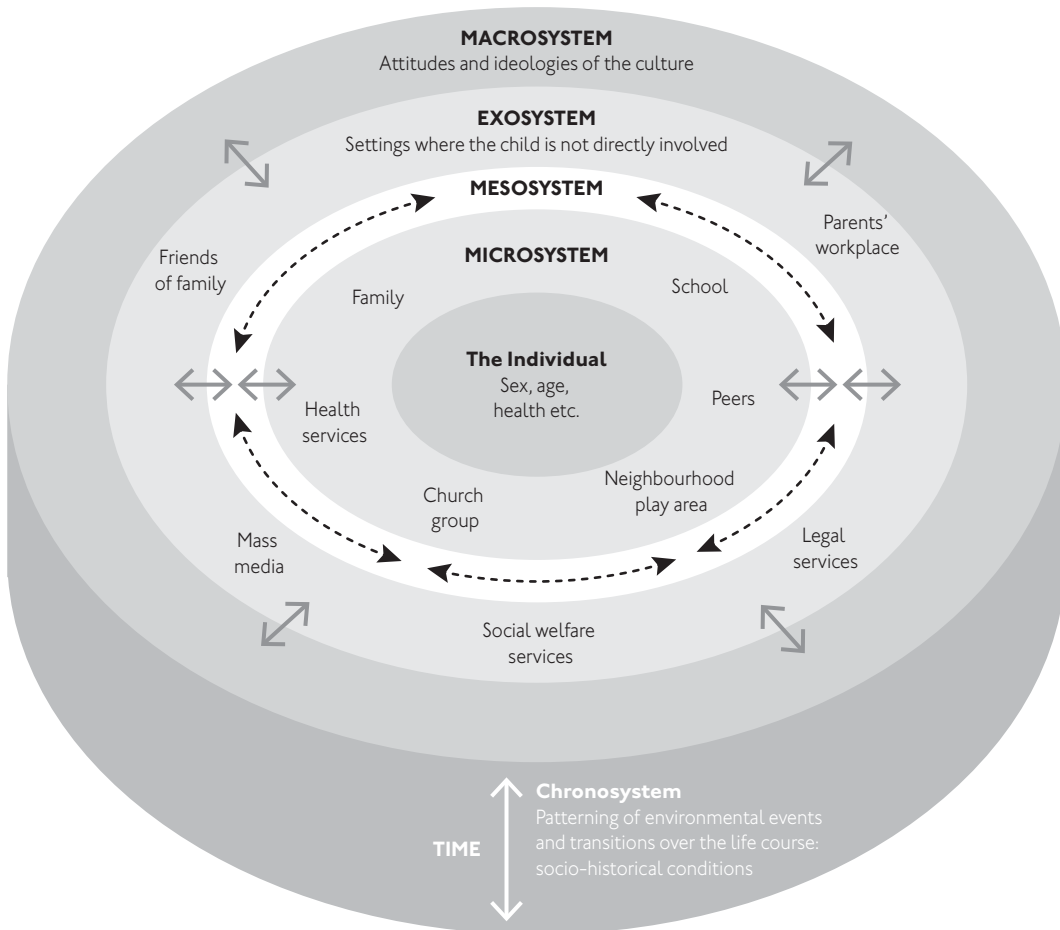 MACROSYSTEM
Attitudes and ideologies of the culture
EXOSYSTEM
Settings where the child is not directly involved
MESOSYSTEM
MICROSYSTEM
Friends
of family
Parents’
workplace
Family
School
The Individual
Sex, age,
health etc.
Health
services
Peers
Church
group
Neighbourhood
play area
Mass
media
Legal
services
Social welfare
services
TIME
Chronosystem
Patterning of environmental events
and transitions over the life course:
socio-historical conditions